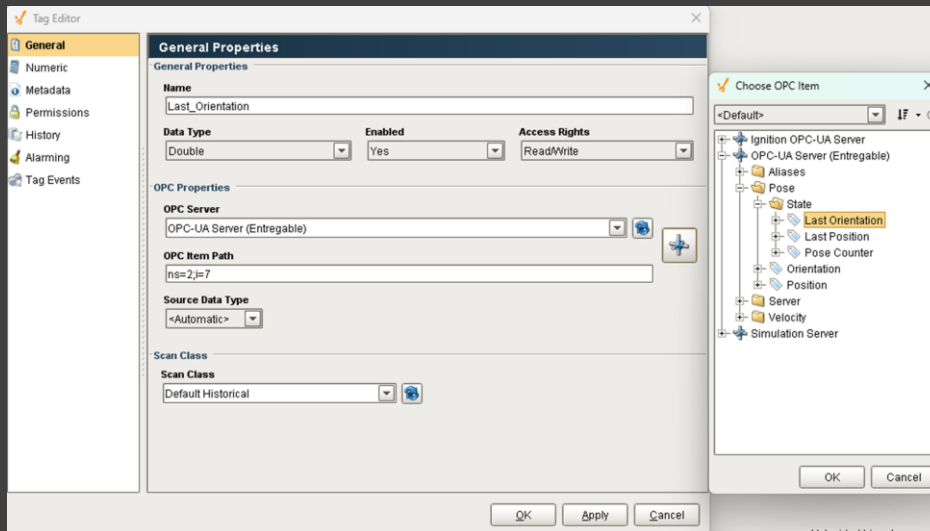 Tag Editor
General
Numeric
Metadata
Permissions
History
Alarming
Tag Events
General Properties
General Properties
Name
Last_Orientation
Data Type Enabled Access Rights
Double Yes Read/Write
OPC Properties
OPC Server
OPC-UA Server (Entregable)
OPC Item Path
ns=2;i=7
Source Data Type
<Automatic>
Scan Class
Scan Class
Default Historical
OK Apply Cancel
Choose OPC Item
<Default>
Ignition OPC-UA Server
OPC-UA Server (Entregable)
Aliases
Pose
State
Last Orientation
Last Position
Pose Counter
Orientation
Position
Server
Velocity
Simulation Server
OK Cancel